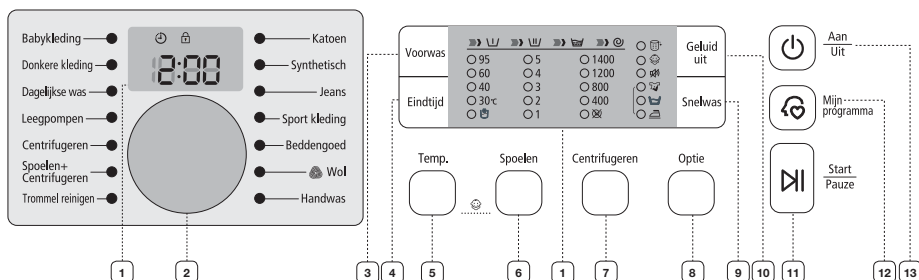 Babykleding
Donkere kleding
Dagelijkse was
Leegpompen
Centrifugeren
Spoelen+
Centrifugeren
Trommel reinigen
2:00
Katoen
Synthetisch
Jeans
Sport kleding
Beddengoed
Wol
Handwas
Voorwas
Eindtijd
I II
95 5 1400
60 4 1200
40 3 800
30°c 2 400
1
Geluid
uit
Snelwas
Aan
Uit
Mijn
programma
Start
Pauze
Temp. Spoelen Centrifugeren Optie
1 2 3 4 5 6 1 7 8 9 10 11 12 13